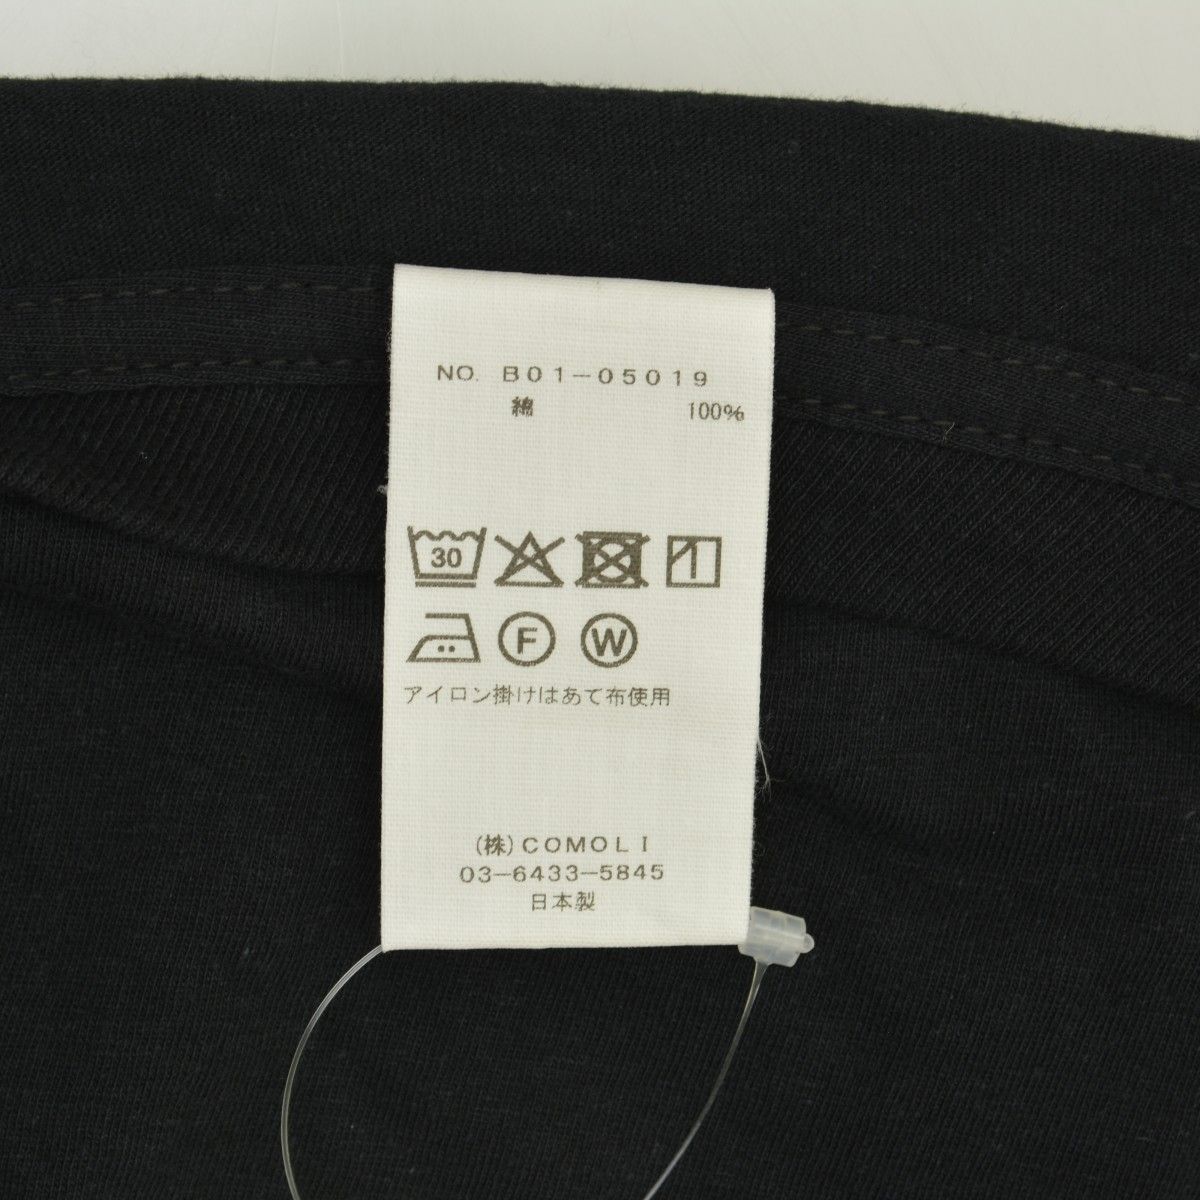 NO. B01-05019
綿 100%
30
F W
アイロン掛けはあて布使用
(株)COMOLI
03-6433-5845
日本製